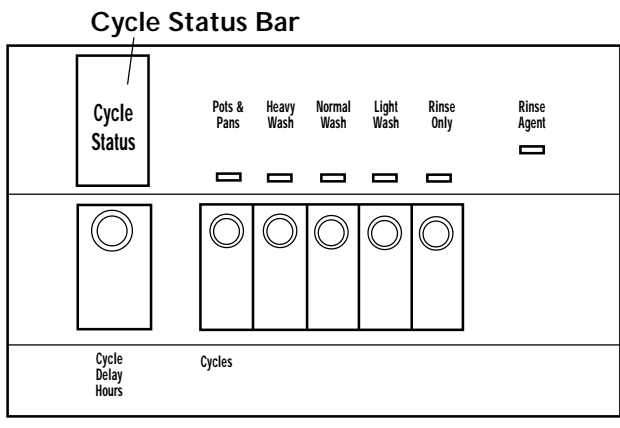 Cycle Status Bar
Cycle
Status
Pots &
Pans
Heavy
Wash
Normal
Wash
Light
Wash
Rinse
Only
Rinse
Agent
Cycle
Delay
Hours
Cycles